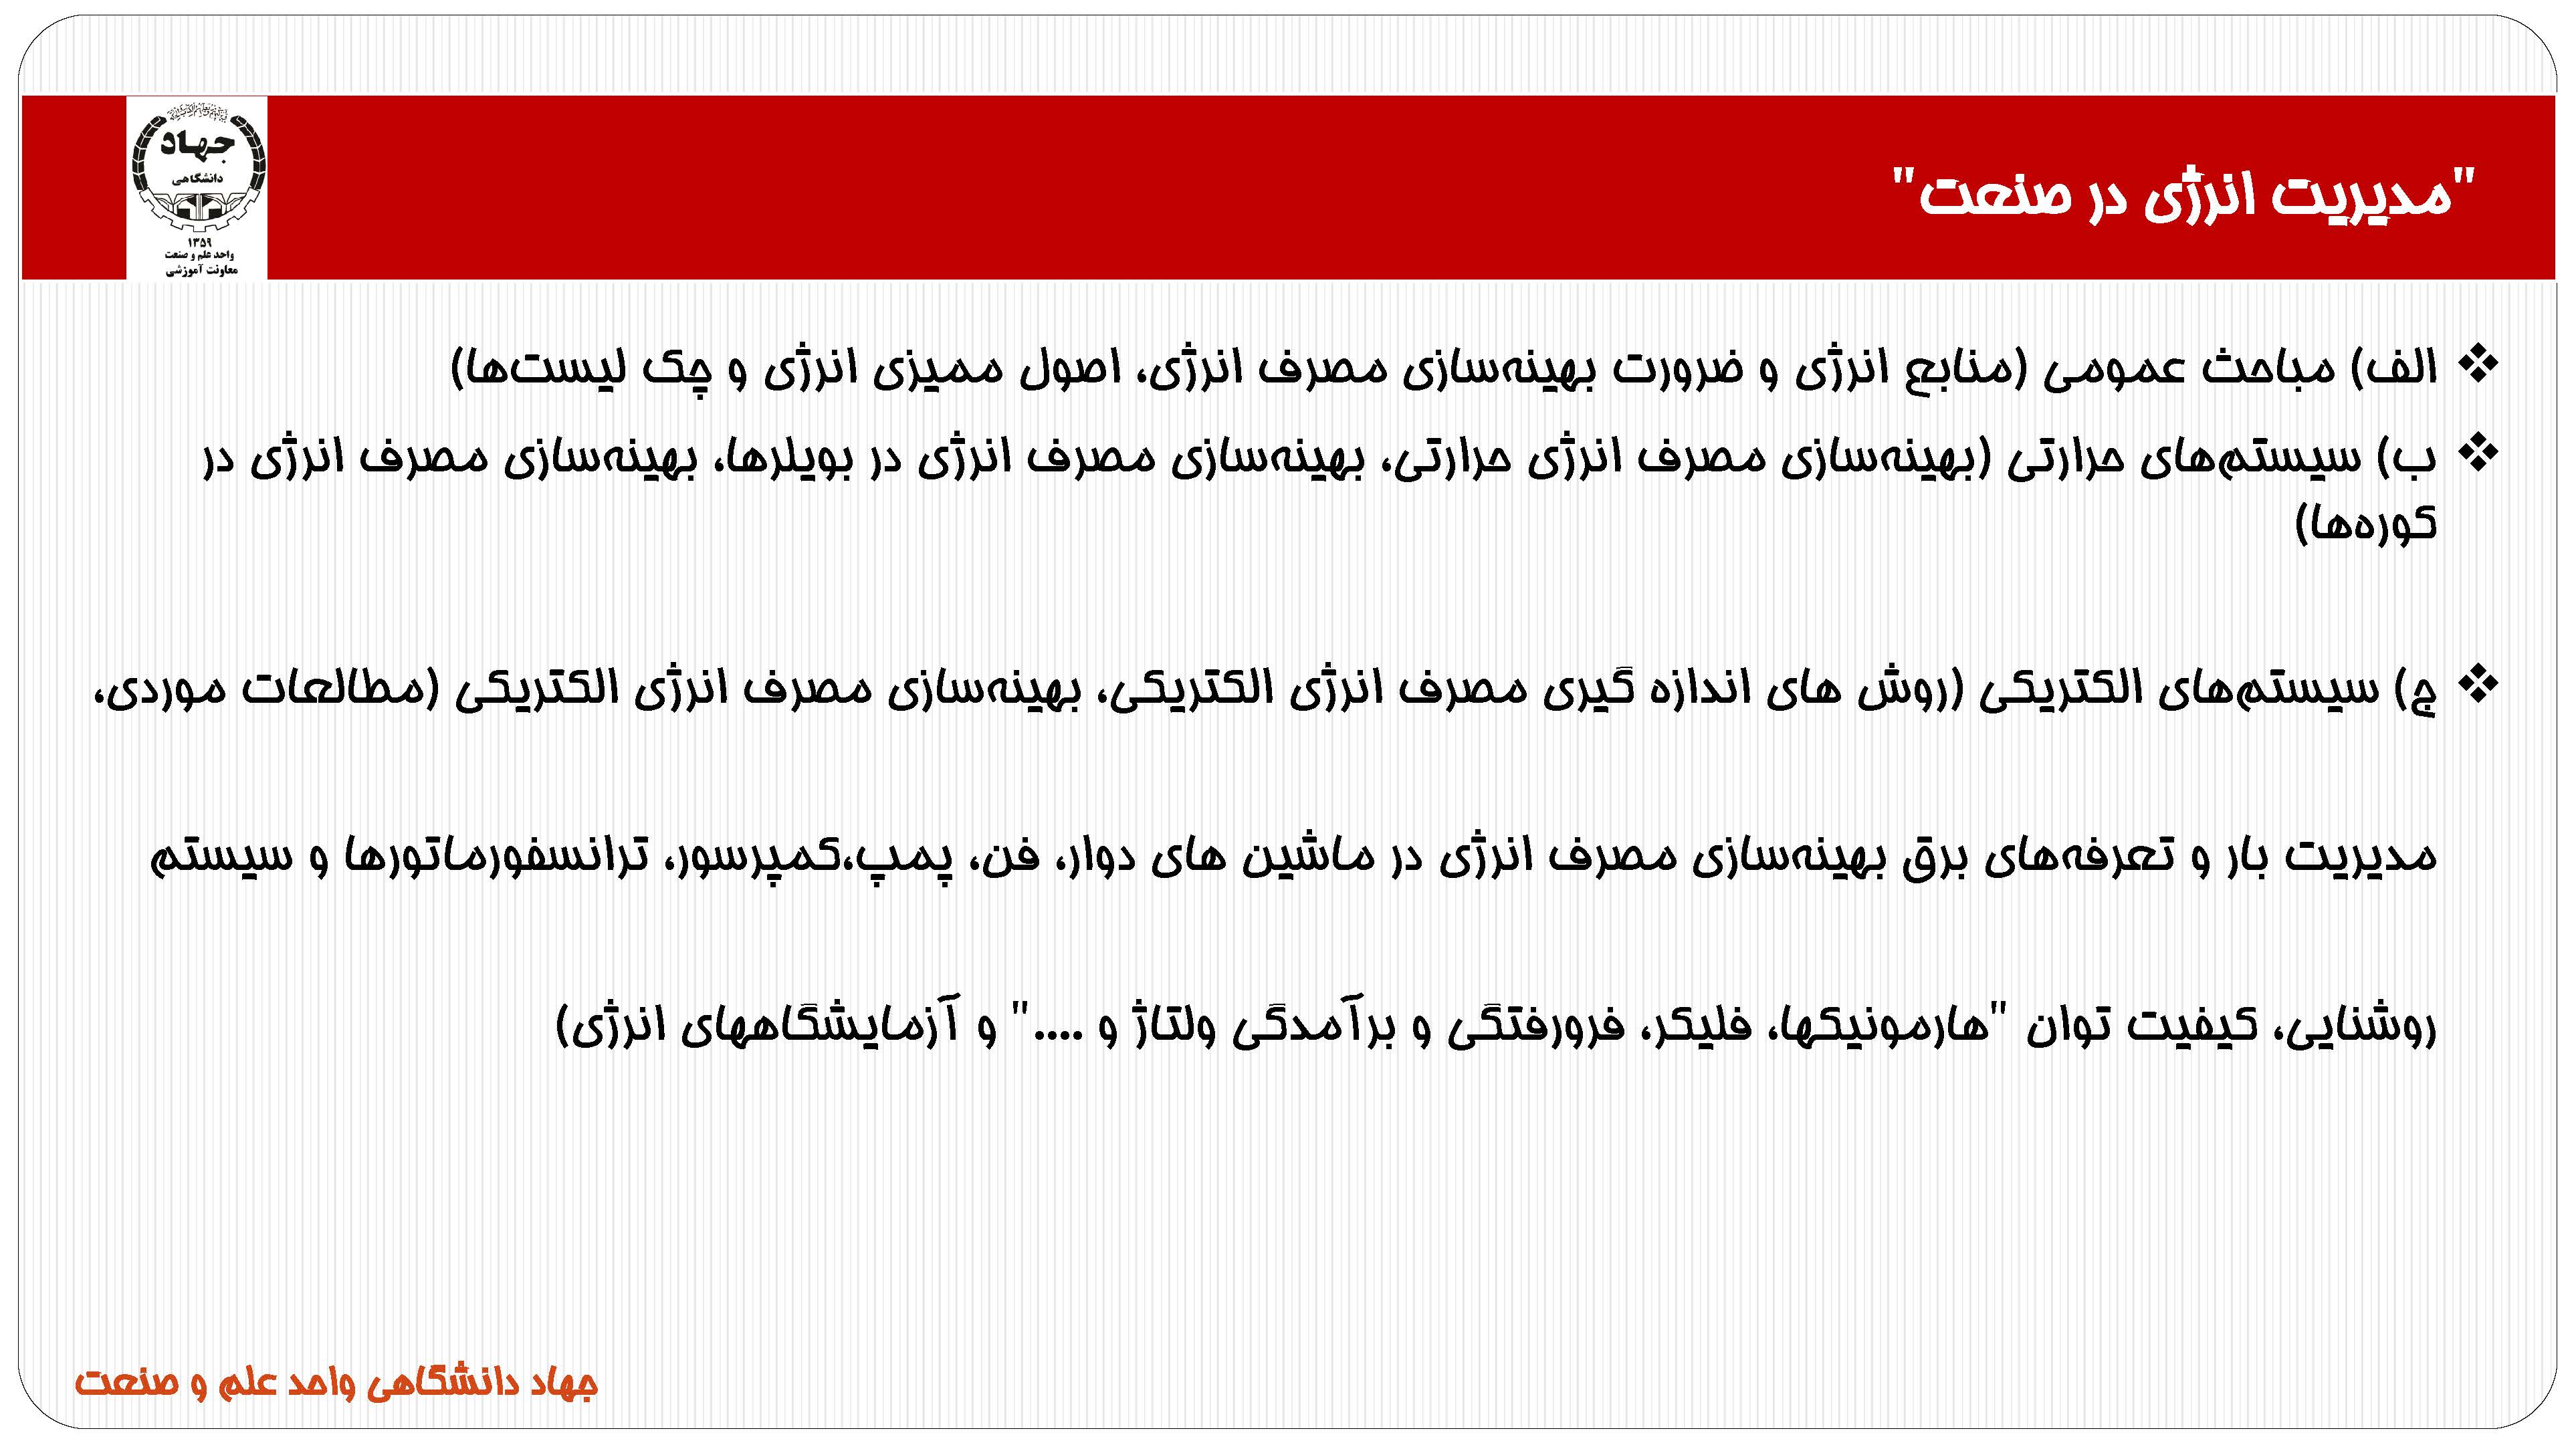 "مدیریت انرژی در صنعت"
جهاد
دانشگاهی
۱۳۵۹
واحد علم و صنعت
معاونت آموزشی
❖ الف) مباحث عمومی (منابع انرژی و ضرورت بهینه‌سازی مصرف انرژی، اصول ممیزی انرژی و چک لیست‌ها)
❖ ب) سیستم‌های حرارتی (بهینه‌سازی مصرف انرژی حرارتی، بهینه‌سازی مصرف انرژی در بویلرها، بهینه‌سازی مصرف انرژی در
کوره‌ها)
❖ ج) سیستم‌های الکتریکی (روش های اندازه گیری مصرف انرژی الکتریکی، بهینه‌سازی مصرف انرژی الکتریکی (مطالعات موردی،
مدیریت بار و تعرفه‌های برق بهینه‌سازی مصرف انرژی در ماشین های دوار، فن، پمپ،کمپرسور، ترانسفورماتورها و سیستم
روشنایی، کیفیت توان "هارمونیکها، فلیکر، فرورفتگی و برآمدگی ولتاژ و ...." و آزمایشگاههای انرژی)
جهاد دانشگاهی واحد علم و صنعت